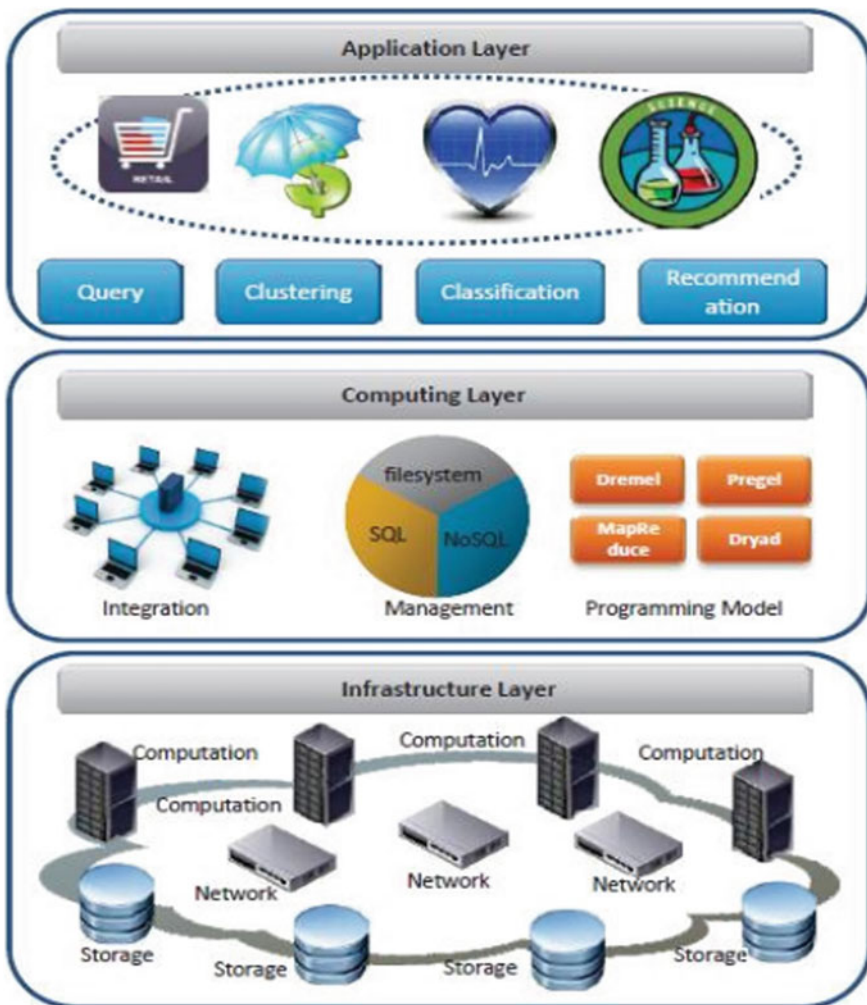 Application Layer
RETAIL
SCIENCE
Query
Clustering
Classification
Recommend
ation
Computing Layer
filesystem
SQL
NoSQL
Dremel
Pregel
MapRe
duce
Dryad
Integration
Management
Programming Model
Infrastructure Layer
Computation
Computation
Computation
Computation
Network
Network
Network
Storage
Storage
Storage
Storage